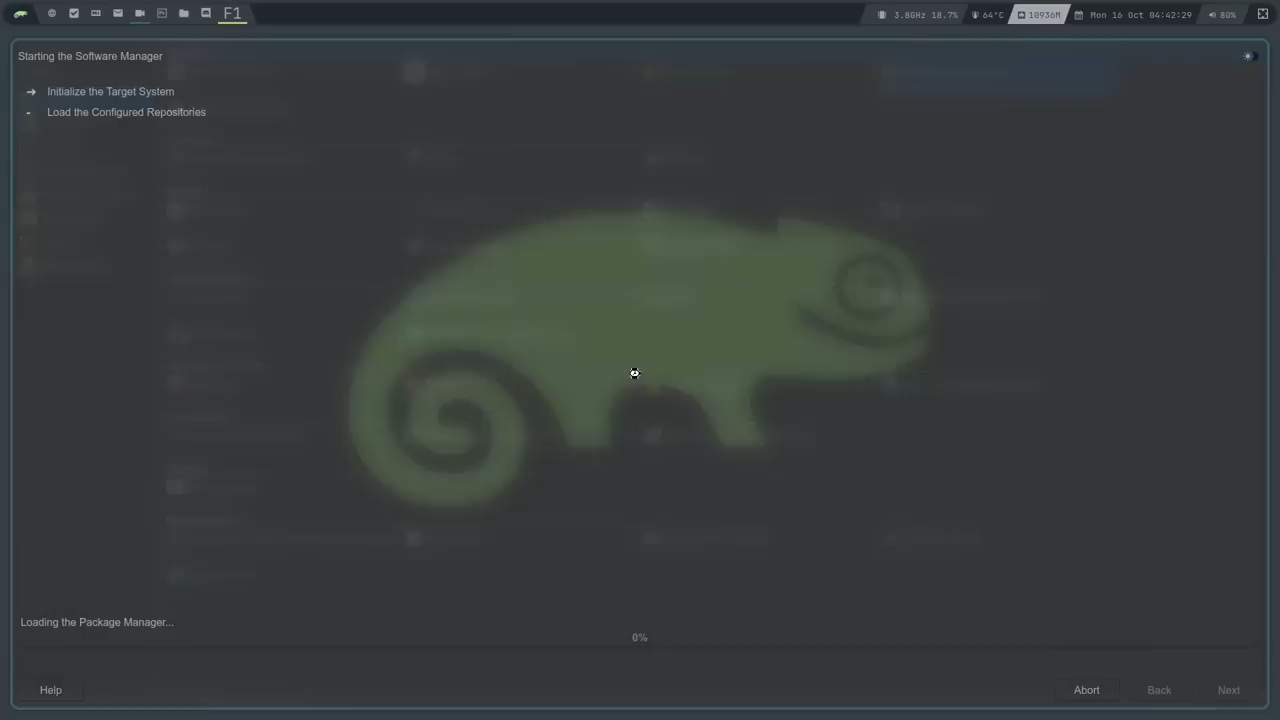 F1 3.8GHz 18.7% 64°C 10936M Mon 16 Oct 04:42:29 80%
Starting the Software Manager
Initialize the Target System
- Load the Configured Repositories
Loading the Package Manager...
0%
Help Abort Back Next